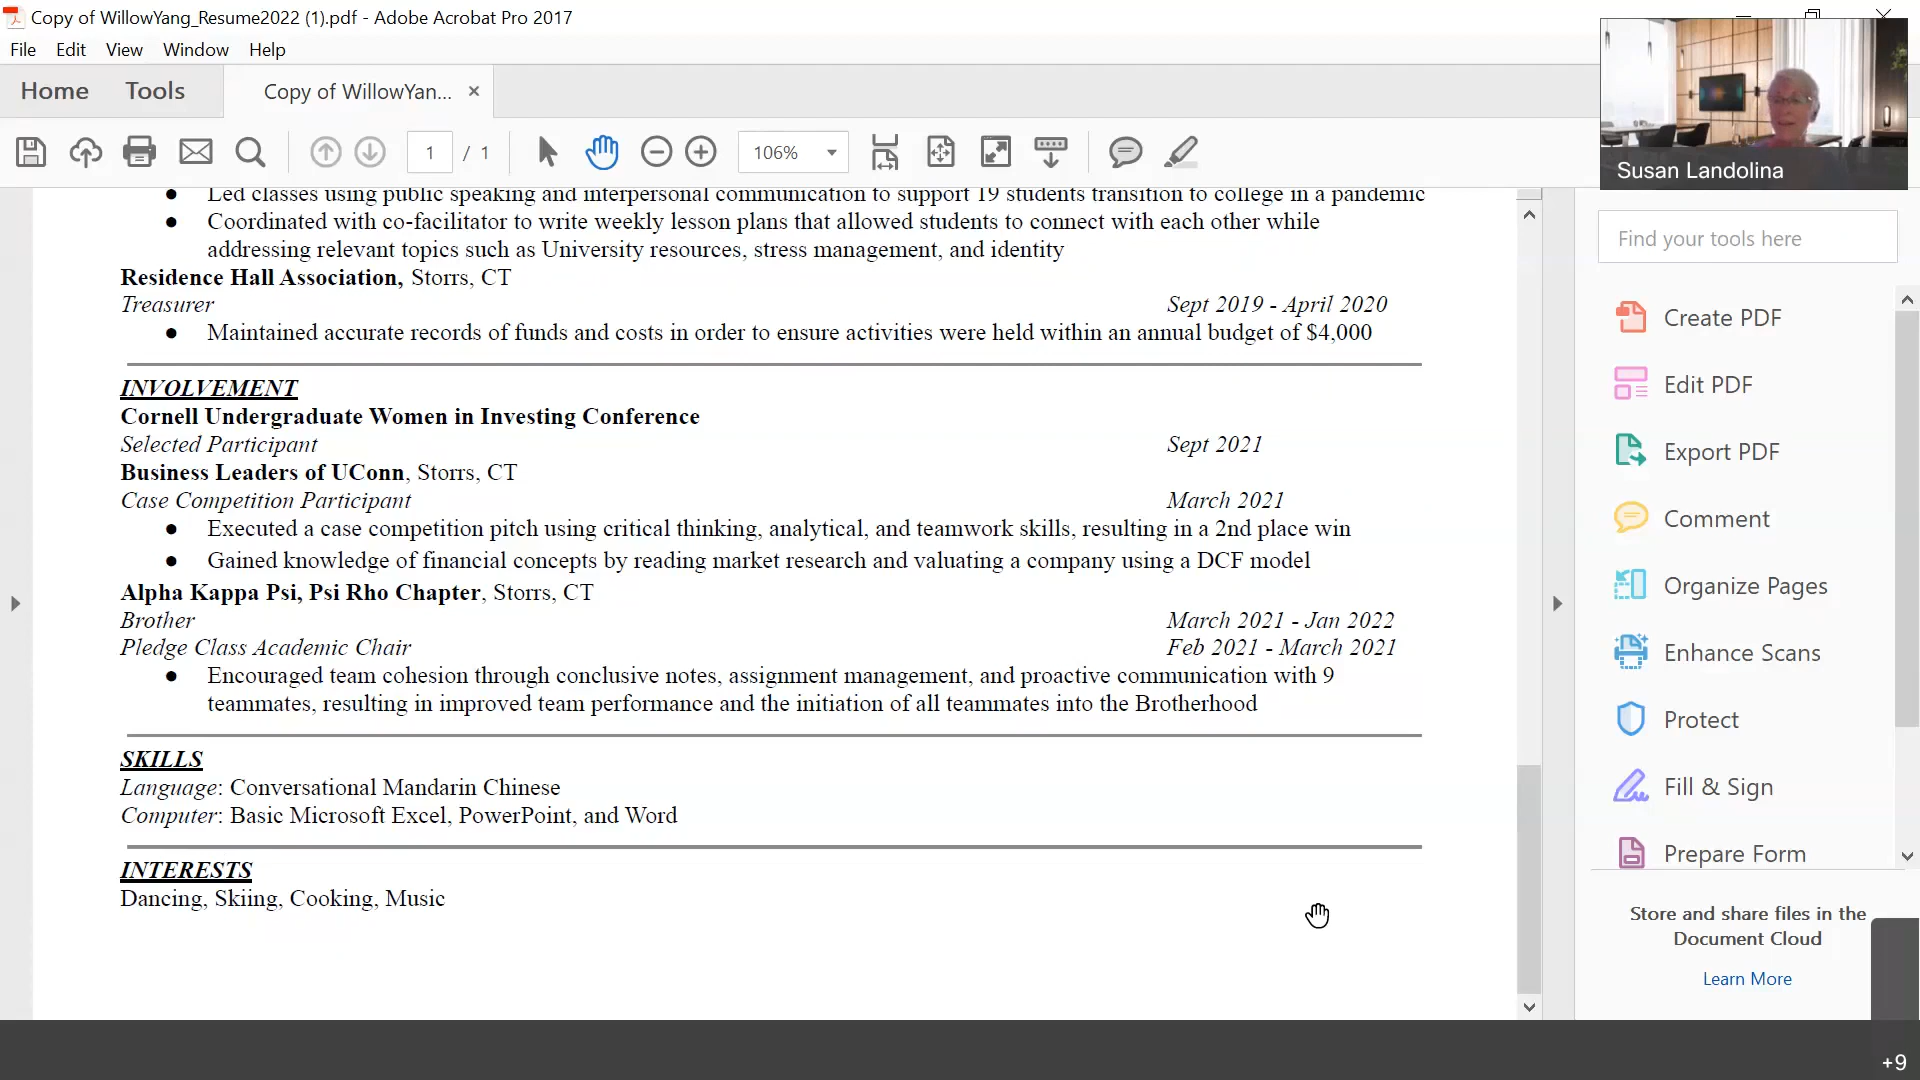 Copy of WillowYang_Resume2022 (1).pdf - Adobe Acrobat Pro 2017
File Edit View Window Help
Home Tools Copy of WillowYan... ×
1 / 1 106%
Susan Landolina
Led classes using public speaking and interpersonal communication to support 19 students transition to college in a pandemic
● Coordinated with co-facilitator to write weekly lesson plans that allowed students to connect with each other while
addressing relevant topics such as University resources, stress management, and identity
Residence Hall Association, Storrs, CT
Treasurer Sept 2019 - April 2020
● Maintained accurate records of funds and costs in order to ensure activities were held within an annual budget of $4,000
INVOLVEMENT
Cornell Undergraduate Women in Investing Conference
Selected Participant Sept 2021
Business Leaders of UConn, Storrs, CT
Case Competition Participant March 2021
● Executed a case competition pitch using critical thinking, analytical, and teamwork skills, resulting in a 2nd place win
● Gained knowledge of financial concepts by reading market research and valuating a company using a DCF model
Alpha Kappa Psi, Psi Rho Chapter, Storrs, CT
Brother March 2021 - Jan 2022
Pledge Class Academic Chair Feb 2021 - March 2021
● Encouraged team cohesion through conclusive notes, assignment management, and proactive communication with 9
teammates, resulting in improved team performance and the initiation of all teammates into the Brotherhood
SKILLS
Language: Conversational Mandarin Chinese
Computer: Basic Microsoft Excel, PowerPoint, and Word
INTERESTS
Dancing, Skiing, Cooking, Music
Find your tools here
Create PDF
Edit PDF
Export PDF
Comment
Organize Pages
Enhance Scans
Protect
Fill & Sign
Prepare Form
Store and share files in the
Document Cloud
Learn More
+9